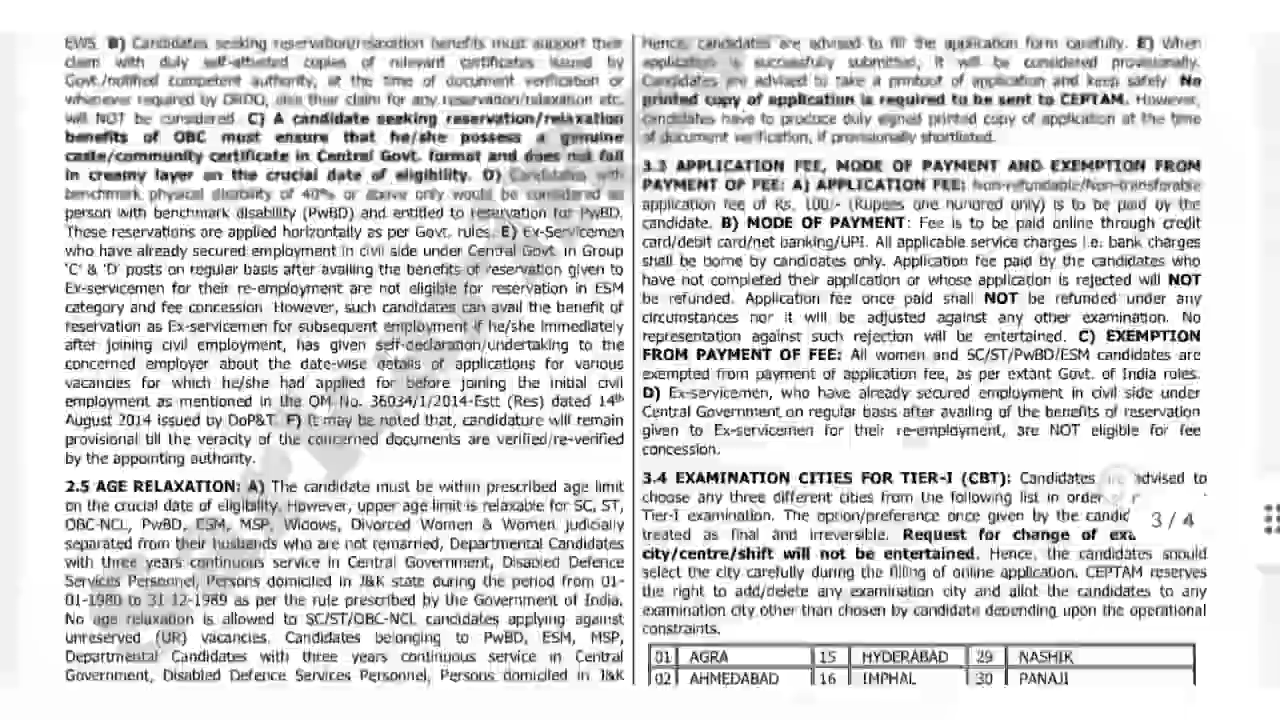 EWS. B) Candidates seeking reservation/relaxation benefits must support their
claim with duly self-attested copies of relevant certificates issued by
Govt./notified competent authority, at the time of document verification or
whenever required by DRDO, else their claim for any reservation/relaxation etc.
will NOT be considered. C) A candidate seeking reservation/relaxation
benefits of OBC must ensure that he/she possess a genuine
caste/community certificate in Central Govt. format and does not fall
in creamy layer on the crucial date of eligibility. D) Candidates with
benchmark physical disability of 40% or above only would be considered as
person with benchmark disability (PwBD) and entitled to reservation for PwBD.
These reservations are applied horizontally as per Govt. rules. E) Ex-Servicemen
who have already secured employment in civil side under Central Govt. in Group
'C' & 'D' posts on regular basis after availing the benefits of reservation given to
Ex-servicemen for their re-employment are not eligible for reservation in ESM
category and fee concession. However, such candidates can avail the benefit of
reservation as Ex-servicemen for subsequent employment if he/she immediately
after joining civil employment, has given self-declaration/undertaking to the
concerned employer about the date-wise details of applications for various
vacancies for which he/she had applied for before joining the initial civil
employment as mentioned in the OM No. 36034/1/2014-Estt (Res) dated 14th
August 2014 issued by DoP&T. F) It may be noted that, candidature will remain
provisional till the veracity of the concerned documents are verified/re-verified
by the appointing authority.
2.5 AGE RELAXATION: A) The candidate must be within prescribed age limit
on the crucial date of eligibility. However, upper age limit is relaxable for SC, ST,
OBC-NCL, PwBD, ESM, MSP, Widows, Divorced Women & Women judicially
separated from their husbands who are not remarried, Departmental Candidates
with three years continuous service in Central Government, Disabled Defence
Services Personnel, Persons domiciled in J&K state during the period from 01-
01-1980 to 31-12-1989 as per the rule prescribed by the Government of India.
No age relaxation is allowed to SC/ST/OBC-NCL candidates applying against
unreserved (UR) vacancies. Candidates belonging to PwBD, ESM, MSP,
Departmental Candidates with three years continuous service in Central
Government, Disabled Defence Services Personnel, Persons domiciled in J&K
Hence, candidates are advised to fill the application form carefully. E) When
application is successfully submitted, it will be considered provisionally.
Candidates are advised to take a printout of application and keep safely. No
printed copy of application is required to be sent to CEPTAM. However,
candidates have to produce duly signed printed copy of application at the time
of document verification, if provisionally shortlisted.
3.3 APPLICATION FEE, MODE OF PAYMENT AND EXEMPTION FROM
PAYMENT OF FEE: A) APPLICATION FEE: Non-refundable/Non-transferable
application fee of Rs. 100/- (Rupees one hundred only) is to be paid by the
candidate. B) MODE OF PAYMENT: Fee is to be paid online through credit
card/debit card/net banking/UPI. All applicable service charges i.e. bank charges
shall be borne by candidates only. Application fee paid by the candidates who
have not completed their application or whose application is rejected will NOT
be refunded. Application fee once paid shall NOT be refunded under any
circumstances nor it will be adjusted against any other examination. No
representation against such rejection will be entertained. C) EXEMPTION
FROM PAYMENT OF FEE: All women and SC/ST/PwBD/ESM candidates are
exempted from payment of application fee, as per extant Govt. of India rules.
D) Ex-servicemen, who have already secured employment in civil side under
Central Government on regular basis after availing of the benefits of reservation
given to Ex-servicemen for their re-employment, are NOT eligible for fee
concession.
3.4 EXAMINATION CITIES FOR TIER-I (CBT): Candidates are advised to
choose any three different cities from the following list in order
Tier-I examination. The option/preference once given by the candid
treated as final and irreversible. Request for change of exa
city/centre/shift will not be entertained. Hence, the candidates should
select the city carefully during the filling of online application. CEPTAM reserves
the right to add/delete any examination city and allot the candidates to any
examination city other than chosen by candidate depending upon the operational
constraints.
01 AGRA 15 HYDERABAD 29 NASHIK
02 AHMEDABAD 16 IMPHAL 30 PANAJI
3 / 4